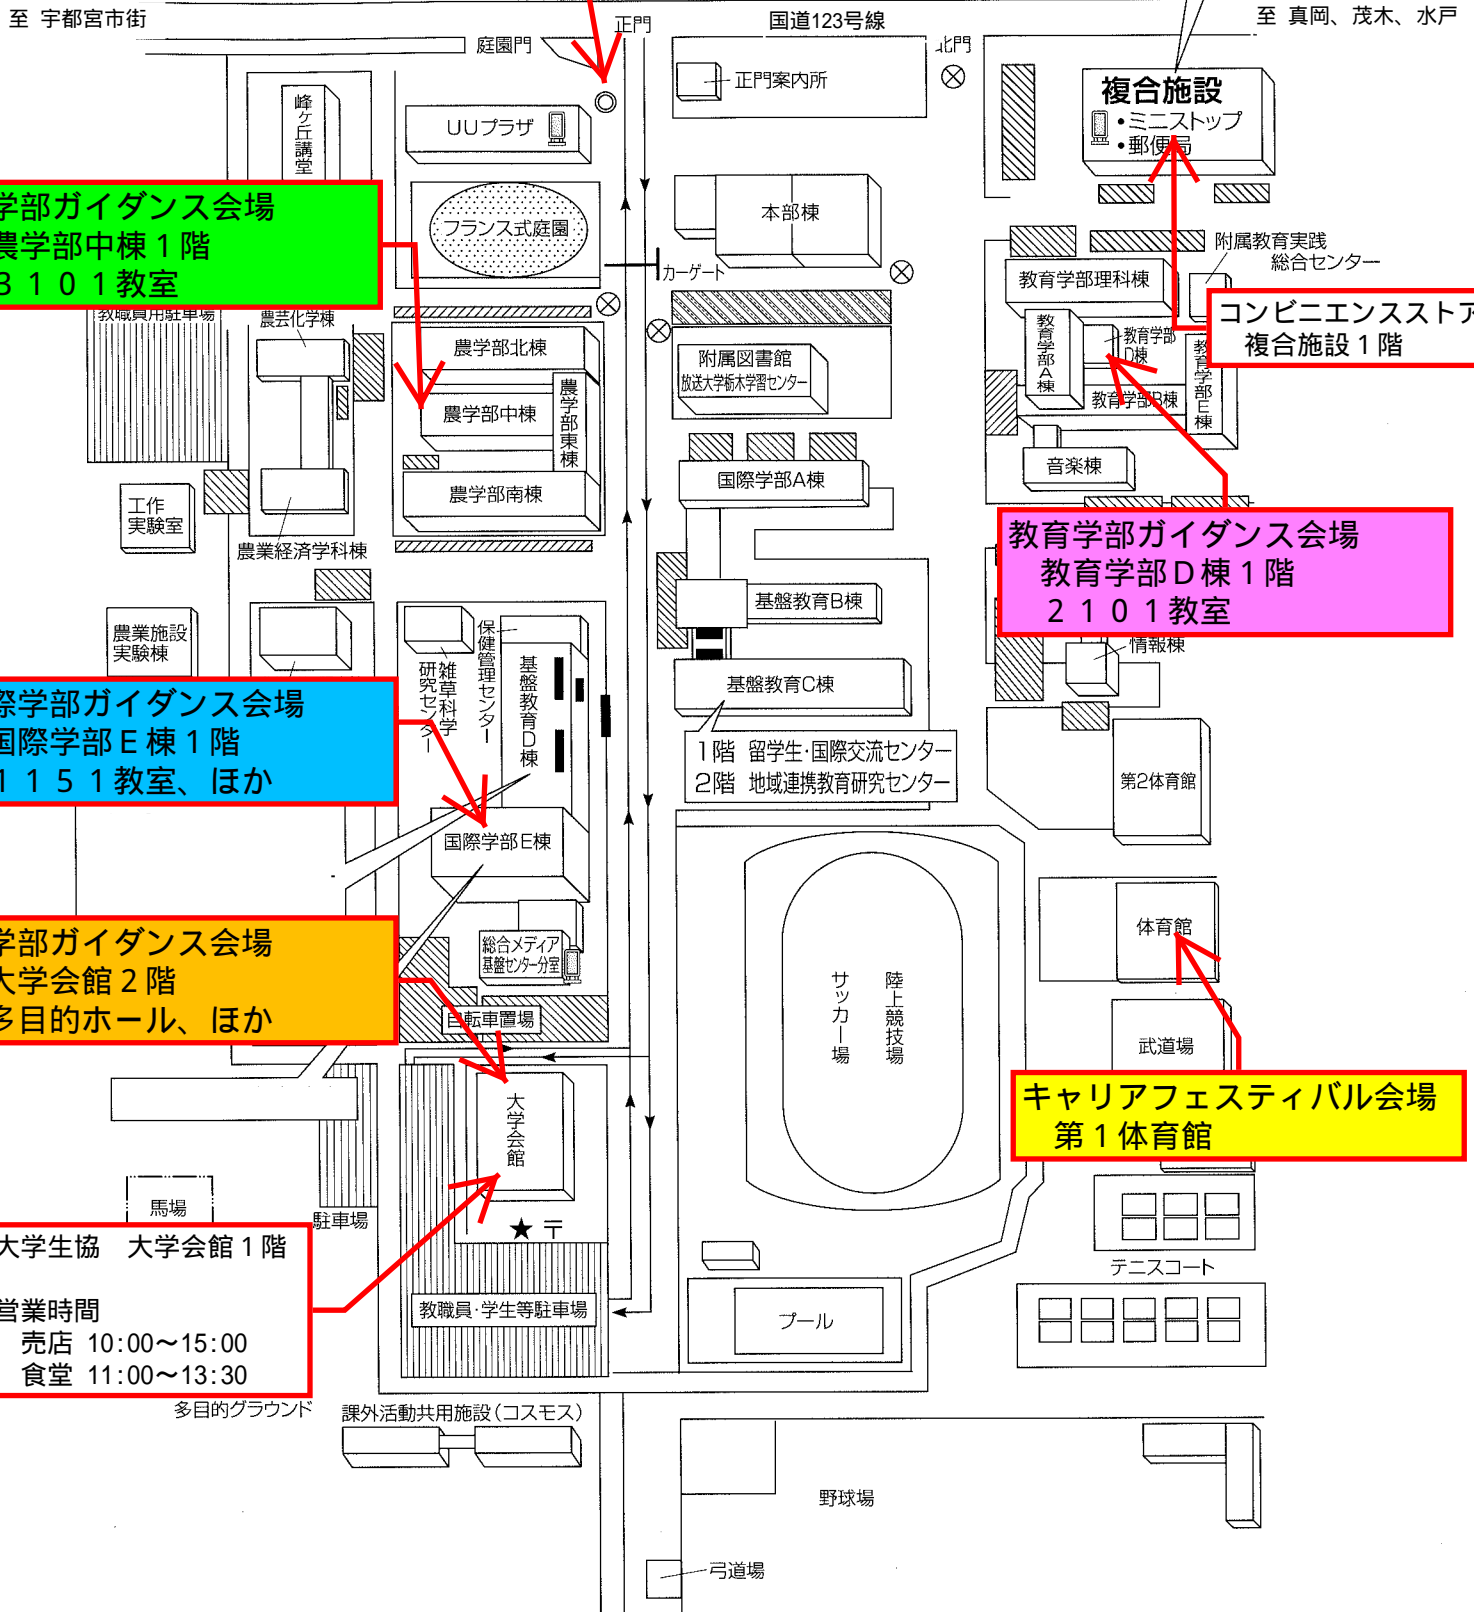 至 宇都宮市街
正門
国道123号線
至 真岡、茂木、水戸
庭園門
北門
正門案内所
複合施設
・ミニストップ
・郵便局
峰ヶ丘講堂
UUプラザ
フランス式庭園
本部棟
カーゲート
学部ガイダンス会場
農学部中棟１階
３１０１教室
教職員用駐車場
農芸化学棟
農学部北棟
農学部中棟
農学部東棟
農学部南棟
附属図書館
放送大学栃木学習センター
附属教育実践
総合センター
教育学部理科棟
教育学部A棟
教育学部
D棟
教育学部B棟
教育学部E棟
コンビニエンスストア
複合施設１階
音楽棟
国際学部A棟
工作
実験室
農業経済学科棟
教育学部ガイダンス会場
教育学部Ｄ棟１階
２１０１教室
情報棟
基盤教育B棟
農業施設
実験棟
雑草科学
研究センター
保健管理センター
基盤教育D棟
基盤教育C棟
1階 留学生･国際交流センター
2階 地域連携教育研究センター
際学部ガイダンス会場
国際学部Ｅ棟１階
１１５１教室、ほか
国際学部E棟
第2体育館
学部ガイダンス会場
大学会館２階
多目的ホール、ほか
総合メディア
基盤センター分室
自転車置場
サッカー場
陸上競技場
体育館
武道場
キャリアフェスティバル会場
第１体育館
大学会館
★ 〒
馬場
駐車場
大学生協　大学会館１階
営業時間
売店 10:00～15:00
食堂 11:00～13:30
教職員･学生等駐車場
プール
テニスコート
多目的グラウンド
課外活動共用施設(コスモス)
野球場
弓道場